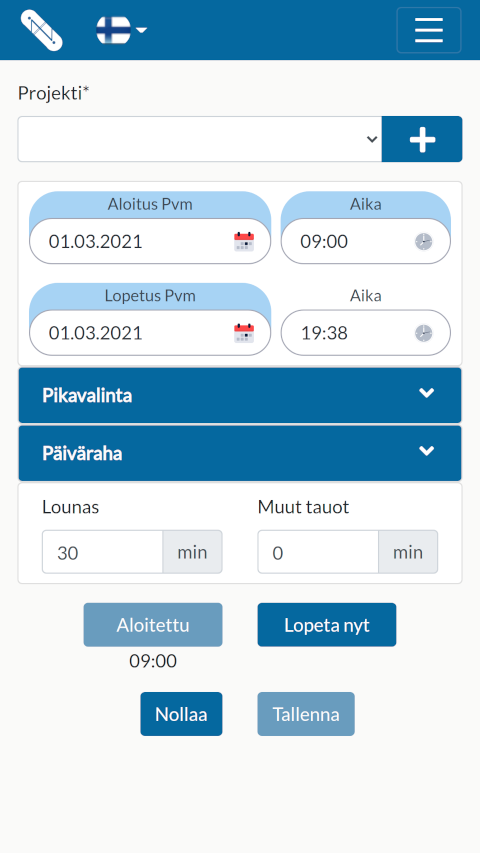 Projekti*
Aloitus Pvm Aika
01.03.2021 09:00
Lopetus Pvm Aika
01.03.2021 19:38
Pikavalinta
Päiväraha
Lounas Muut tauot
30 min 0 min
Aloitettu Lopeta nyt
09:00
Nollaa Tallenna